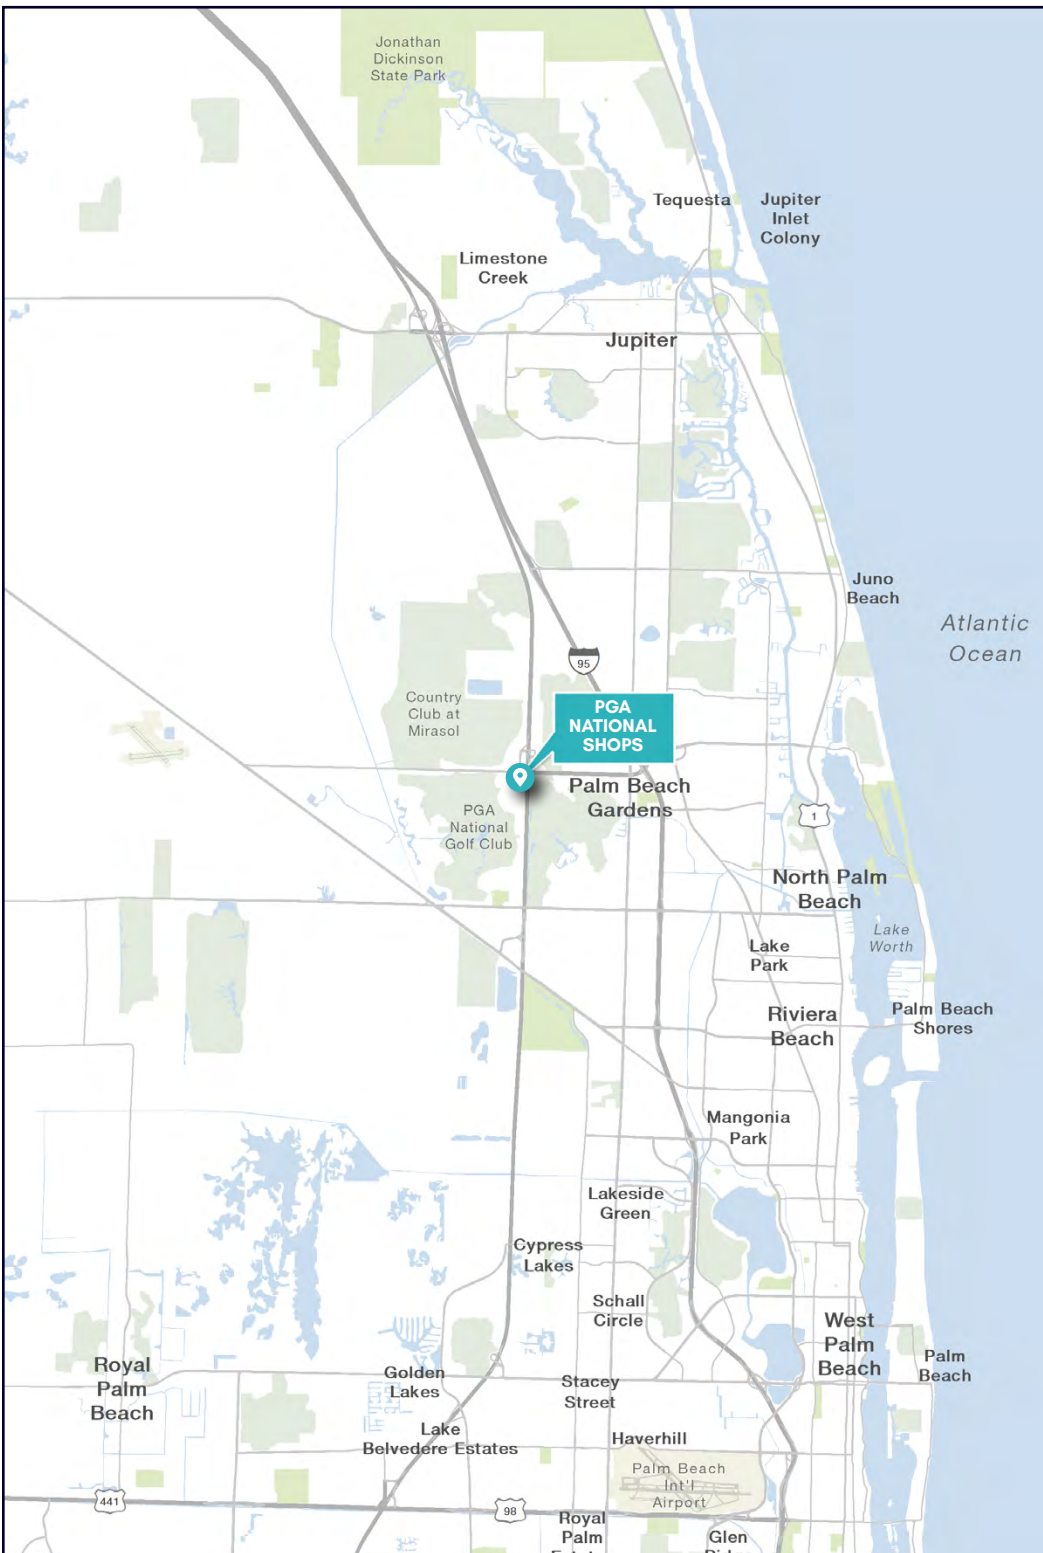 Jonathan
Dickinson
State Park
Tequesta
Jupiter
Inlet
Colony
Limestone
Creek
Jupiter
Juno
Beach
Atlantic
Ocean
95
Country
Club at
Mirasol
PGA
NATIONAL
SHOPS
Palm Beach
Gardens
PGA
National
Golf Club
1
North Palm
Beach
Lake
Worth
Lake
Park
Riviera
Beach
Palm Beach
Shores
Mangonia
Park
Lakeside
Green
Cypress
Lakes
Schall
Circle
West
Palm
Beach
Palm
Beach
Royal
Palm
Beach
Golden
Lakes
Stacey
Street
Lake
Belvedere Estates
Haverhill
Palm Beach
Int'l
Airport
441
98
Royal
Palm
Glen